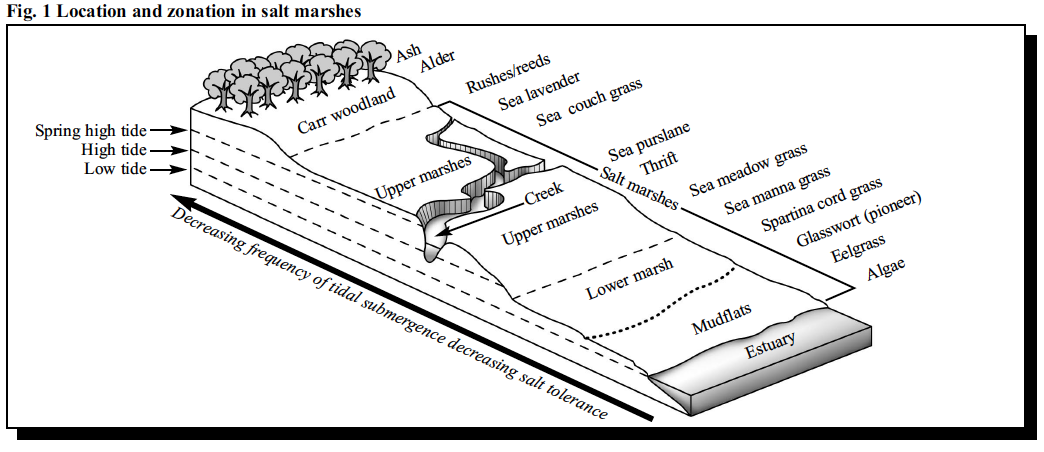 Fig. 1 Location and zonation in salt marshes
Ash
Alder
Rushes/reeds
Sea lavender
Sea couch grass
Carr woodland
Spring high tide
High tide
Low tide
Sea purslane
Thrift
Salt marshes
Sea meadow grass
Sea manna grass
Spartina cord grass
Glasswort (pioneer)
Eelgrass
Algae
Upper marshes
Creek
Upper marshes
Lower marsh
Mudflats
Estuary
Decreasing frequency of tidal submergence decreasing salt tolerance